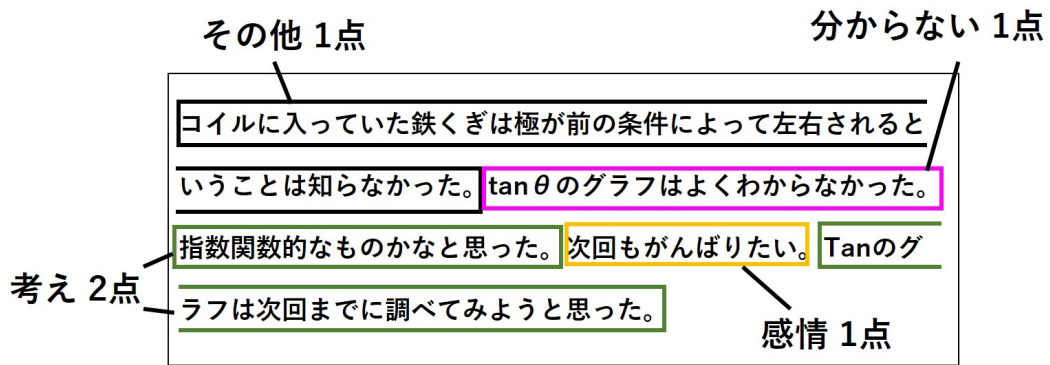 その他 1点
分からない 1点
コイルに入っていた鉄くぎは極が前の条件によって左右されると
いうことは知らなかった。tanθのグラフはよくわからなかった。
指数関数的なものかなと思った。次回もがんばりたい。Tanのグ
考え 2点
ラフは次回までに調べてみようと思った。
感情 1点